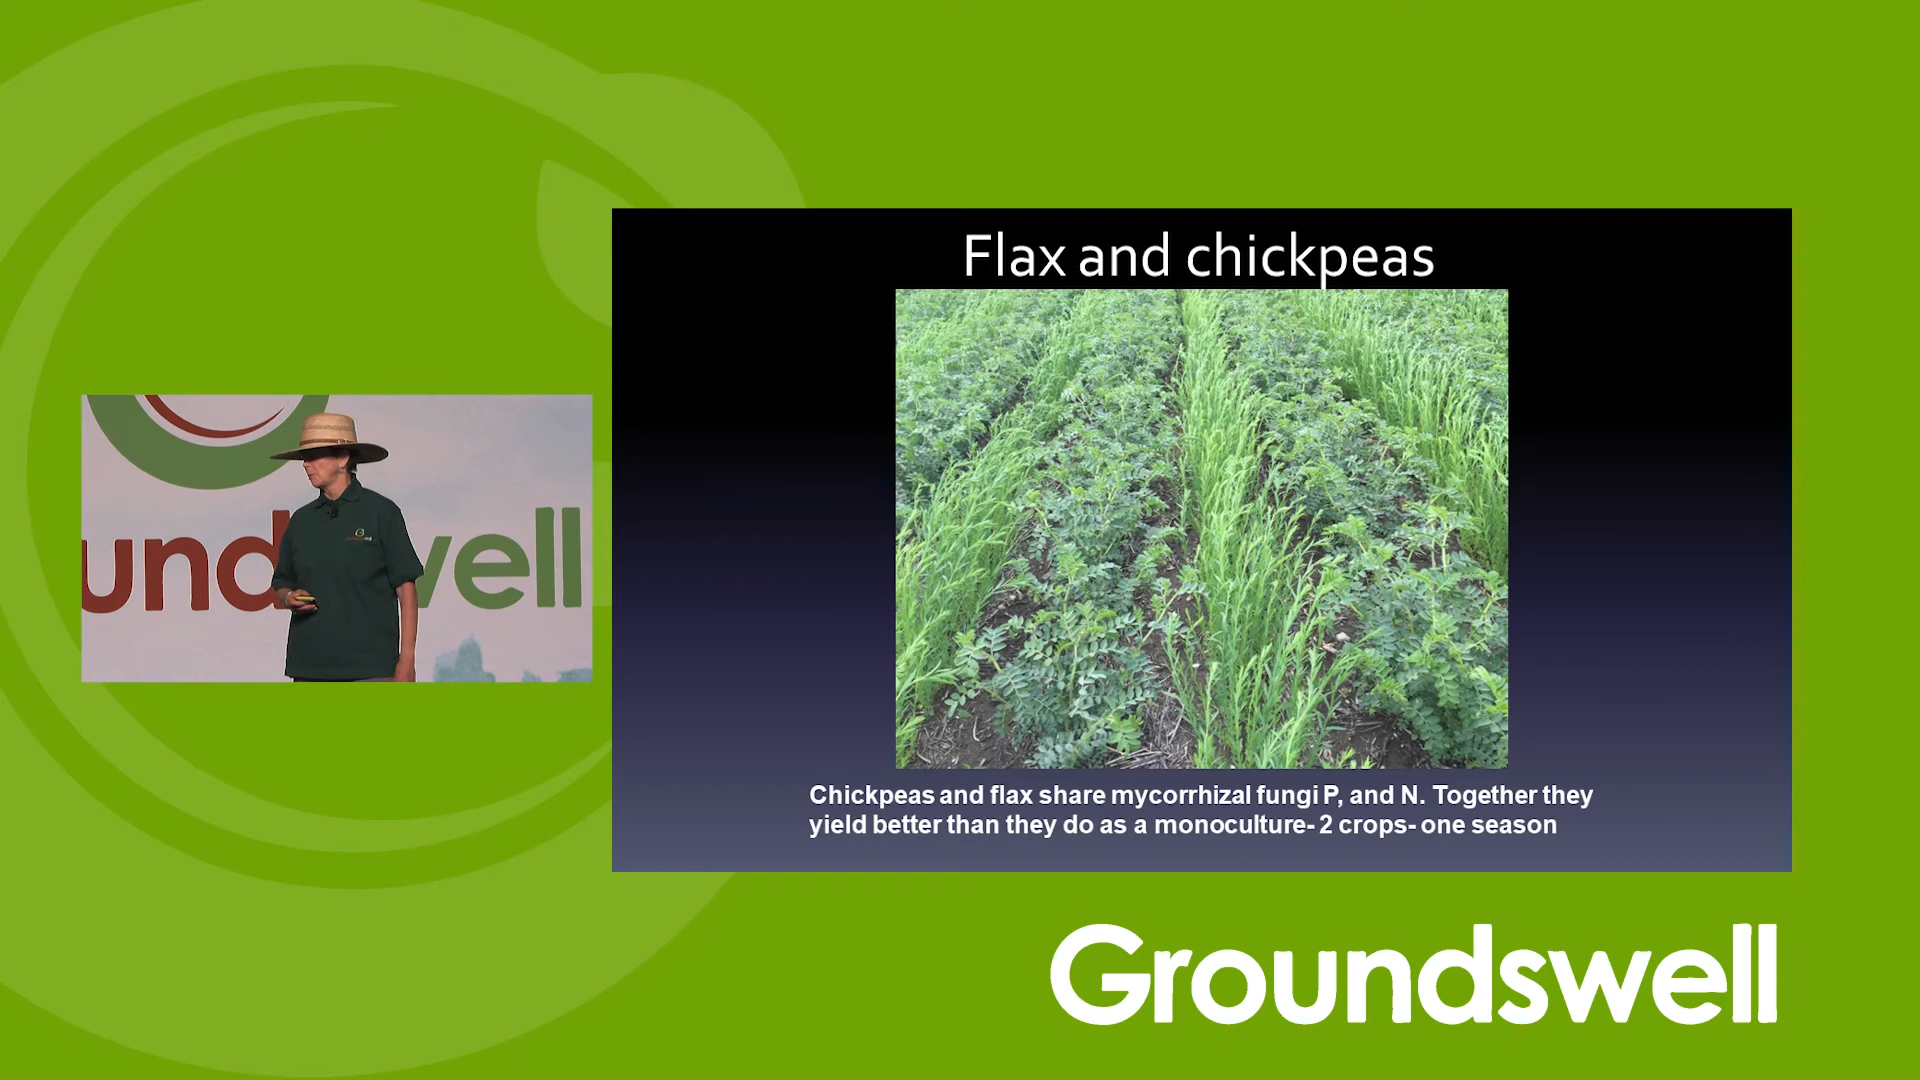 Flax and chickpeas
Chickpeas and flax share mycorrhizal fungi P, and N. Together they
yield better than they do as a monoculture- 2 crops- one season
undswell
Groundswell